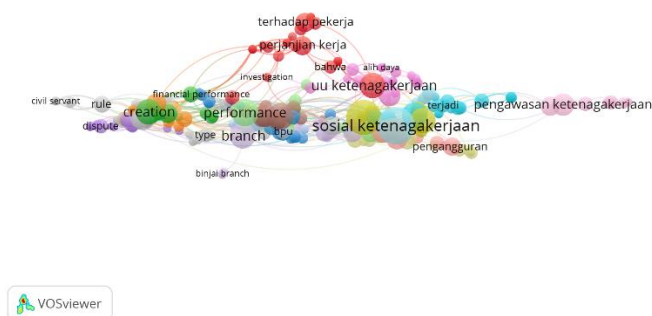 terhadap pekerja
perjanjian kerja
bahwa
alih daya
investigation
uu ketenagakerjaan
financial performance
civil servant
rule
creation
performance
terjadi
pengawasan ketenagakerjaan
dispute
type
branch
bpu
sosial ketenagakerjaan
pengangguran
binjai branch
VOSviewer